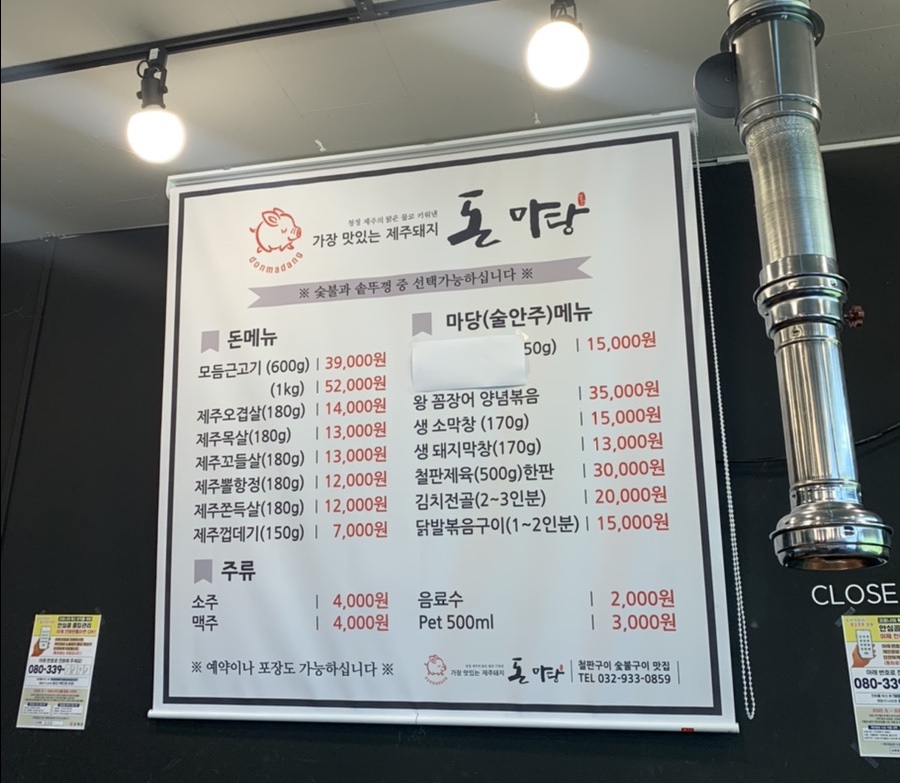 청정 제주의 맑은 물로 키워낸
가장 맛있는 제주돼지
돈 마당
donmadang
※ 숯불과 솥뚜껑 중 선택가능하십니다 ※
돈메뉴
모듬근고기 (600g) | 39,000원
(1kg) | 52,000원
제주오겹살(180g) | 14,000원
제주목살(180g) | 13,000원
제주꼬들살(180g) | 13,000원
제주뽈항정(180g) | 12,000원
제주쫀득살(180g) | 12,000원
제주껍데기(150g) | 7,000원
마당(술안주)메뉴
50g) | 15,000원
왕 꼼장어 양념볶음 | 35,000원
생 소막창 (170g) | 15,000원
생 돼지막창(170g) | 13,000원
철판제육(500g)한판 | 30,000원
김치전골(2~3인분) | 20,000원
닭발볶음구이(1~2인분) | 15,000원
주류
소주 | 4,000원
맥주 | 4,000원
음료수 | 2,000원
Pet 500ml | 3,000원
※ 예약이나 포장도 가능하십니다 ※
가장 맛있는 제주돼지
돈 마당
철판구이 숯불구이 맛집
TEL 032-933-0859
CLOSE
안심콜 출입관리
080-339-
안심콜
080-33